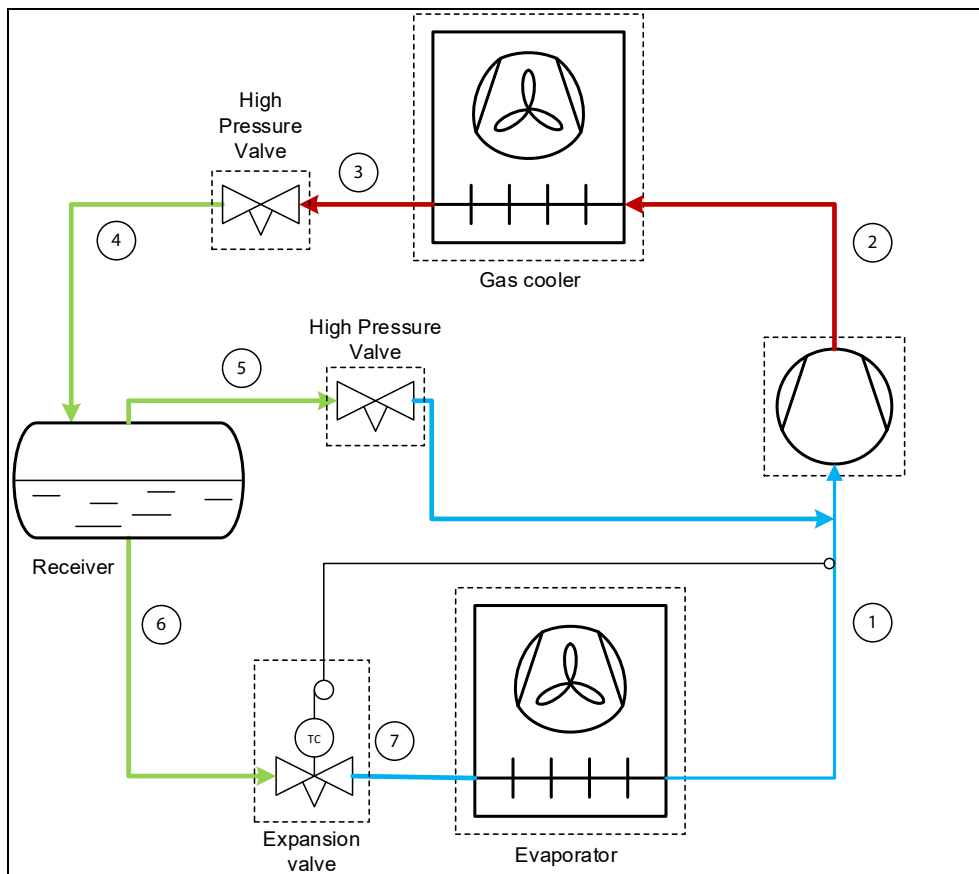 High
Pressure
Valve
3
4
2
Gas cooler
High Pressure
Valve
5
Receiver
6
1
TC
7
Expansion
valve
Evaporator